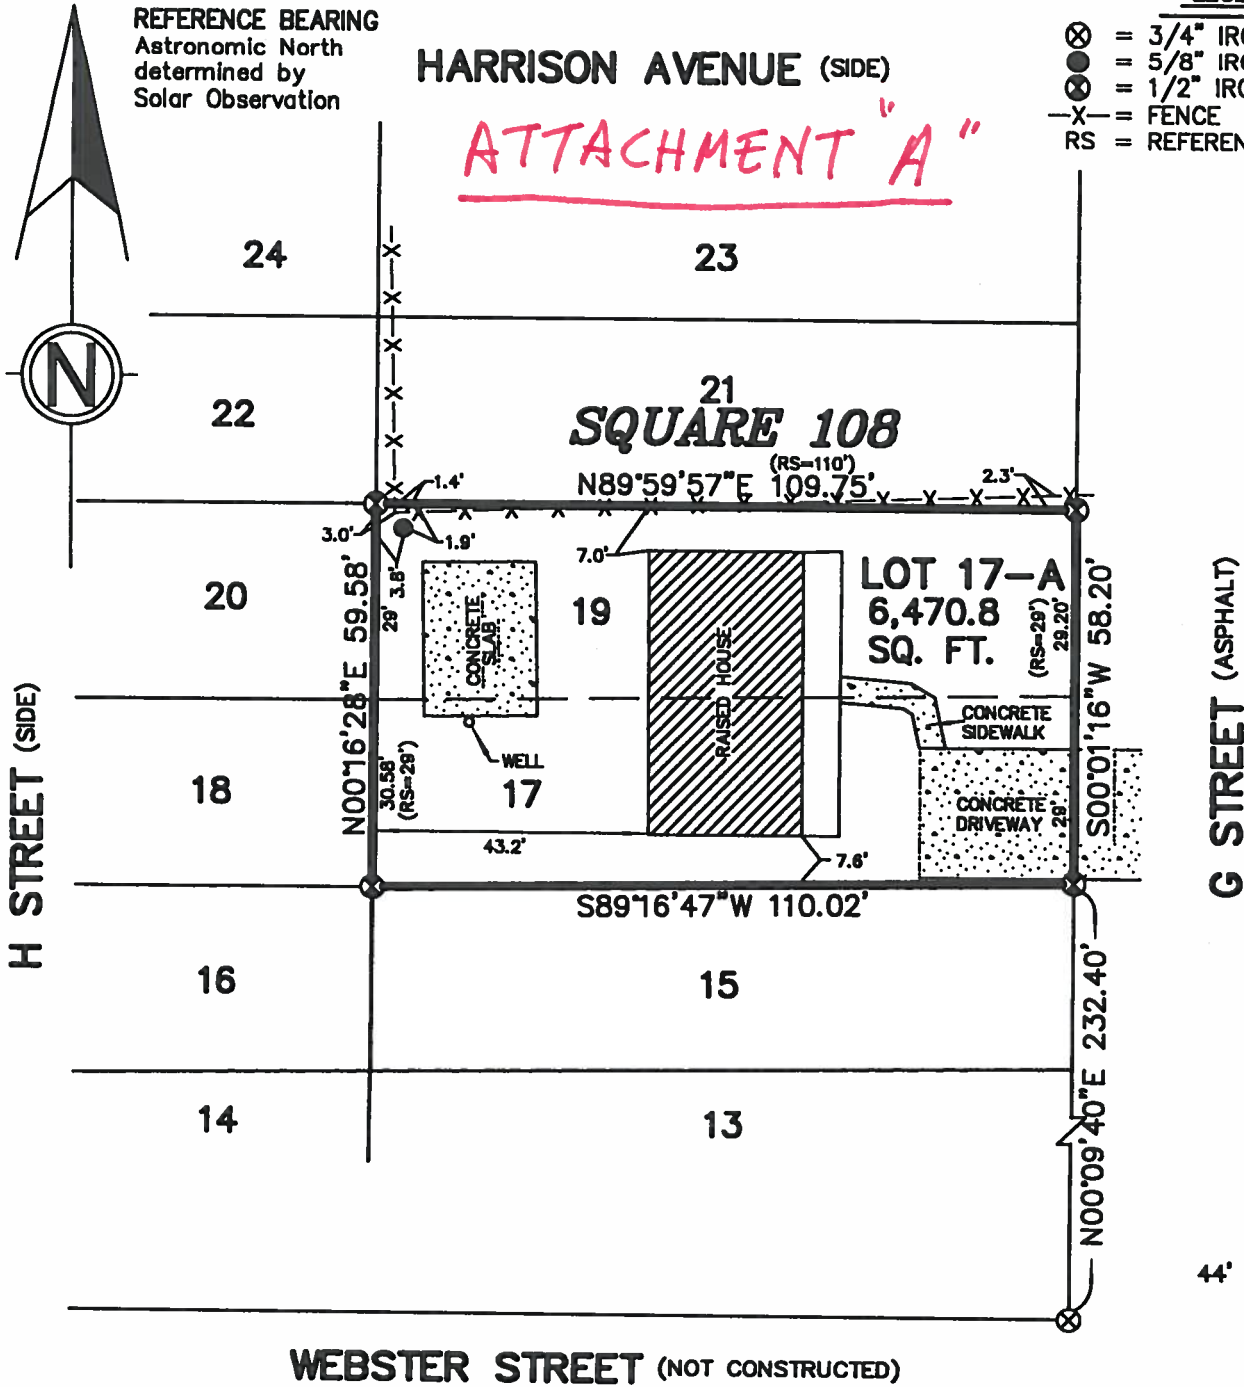 REFERENCE BEARING
Astronomic North
determined by
Solar Observation
HARRISON AVENUE (SIDE)
ATTACHMENT "A"
= 3/4"
= 5/8"
= 1/2"
—X— = FENCE
RS =
24
23
N
22
21
SQUARE 108
(RS=110')
N89°59'57"E 109.75'
2.3'
1.4'
3.0'
1.9'
3.8'
7.0'
20
19
LOT 17-A
6,470.8
SQ. FT.
N00°16'28"E 59.58'
29'
30.58'
(RS=29')
CONCRETE
SLAB
RAISED HOUSE
(RS=29')
29.20'
S00°01'16"W 58.20'
29'
CONCRETE
SIDEWALK
CONCRETE
DRIVEWAY
WELL
18
17
43.2'
7.6'
S89°16'47"W 110.02'
H STREET (SIDE)
G STREET (ASPHALT)
16
15
14
13
N00°09'40"E 232.40'
44'
WEBSTER STREET (NOT CONSTRUCTED)